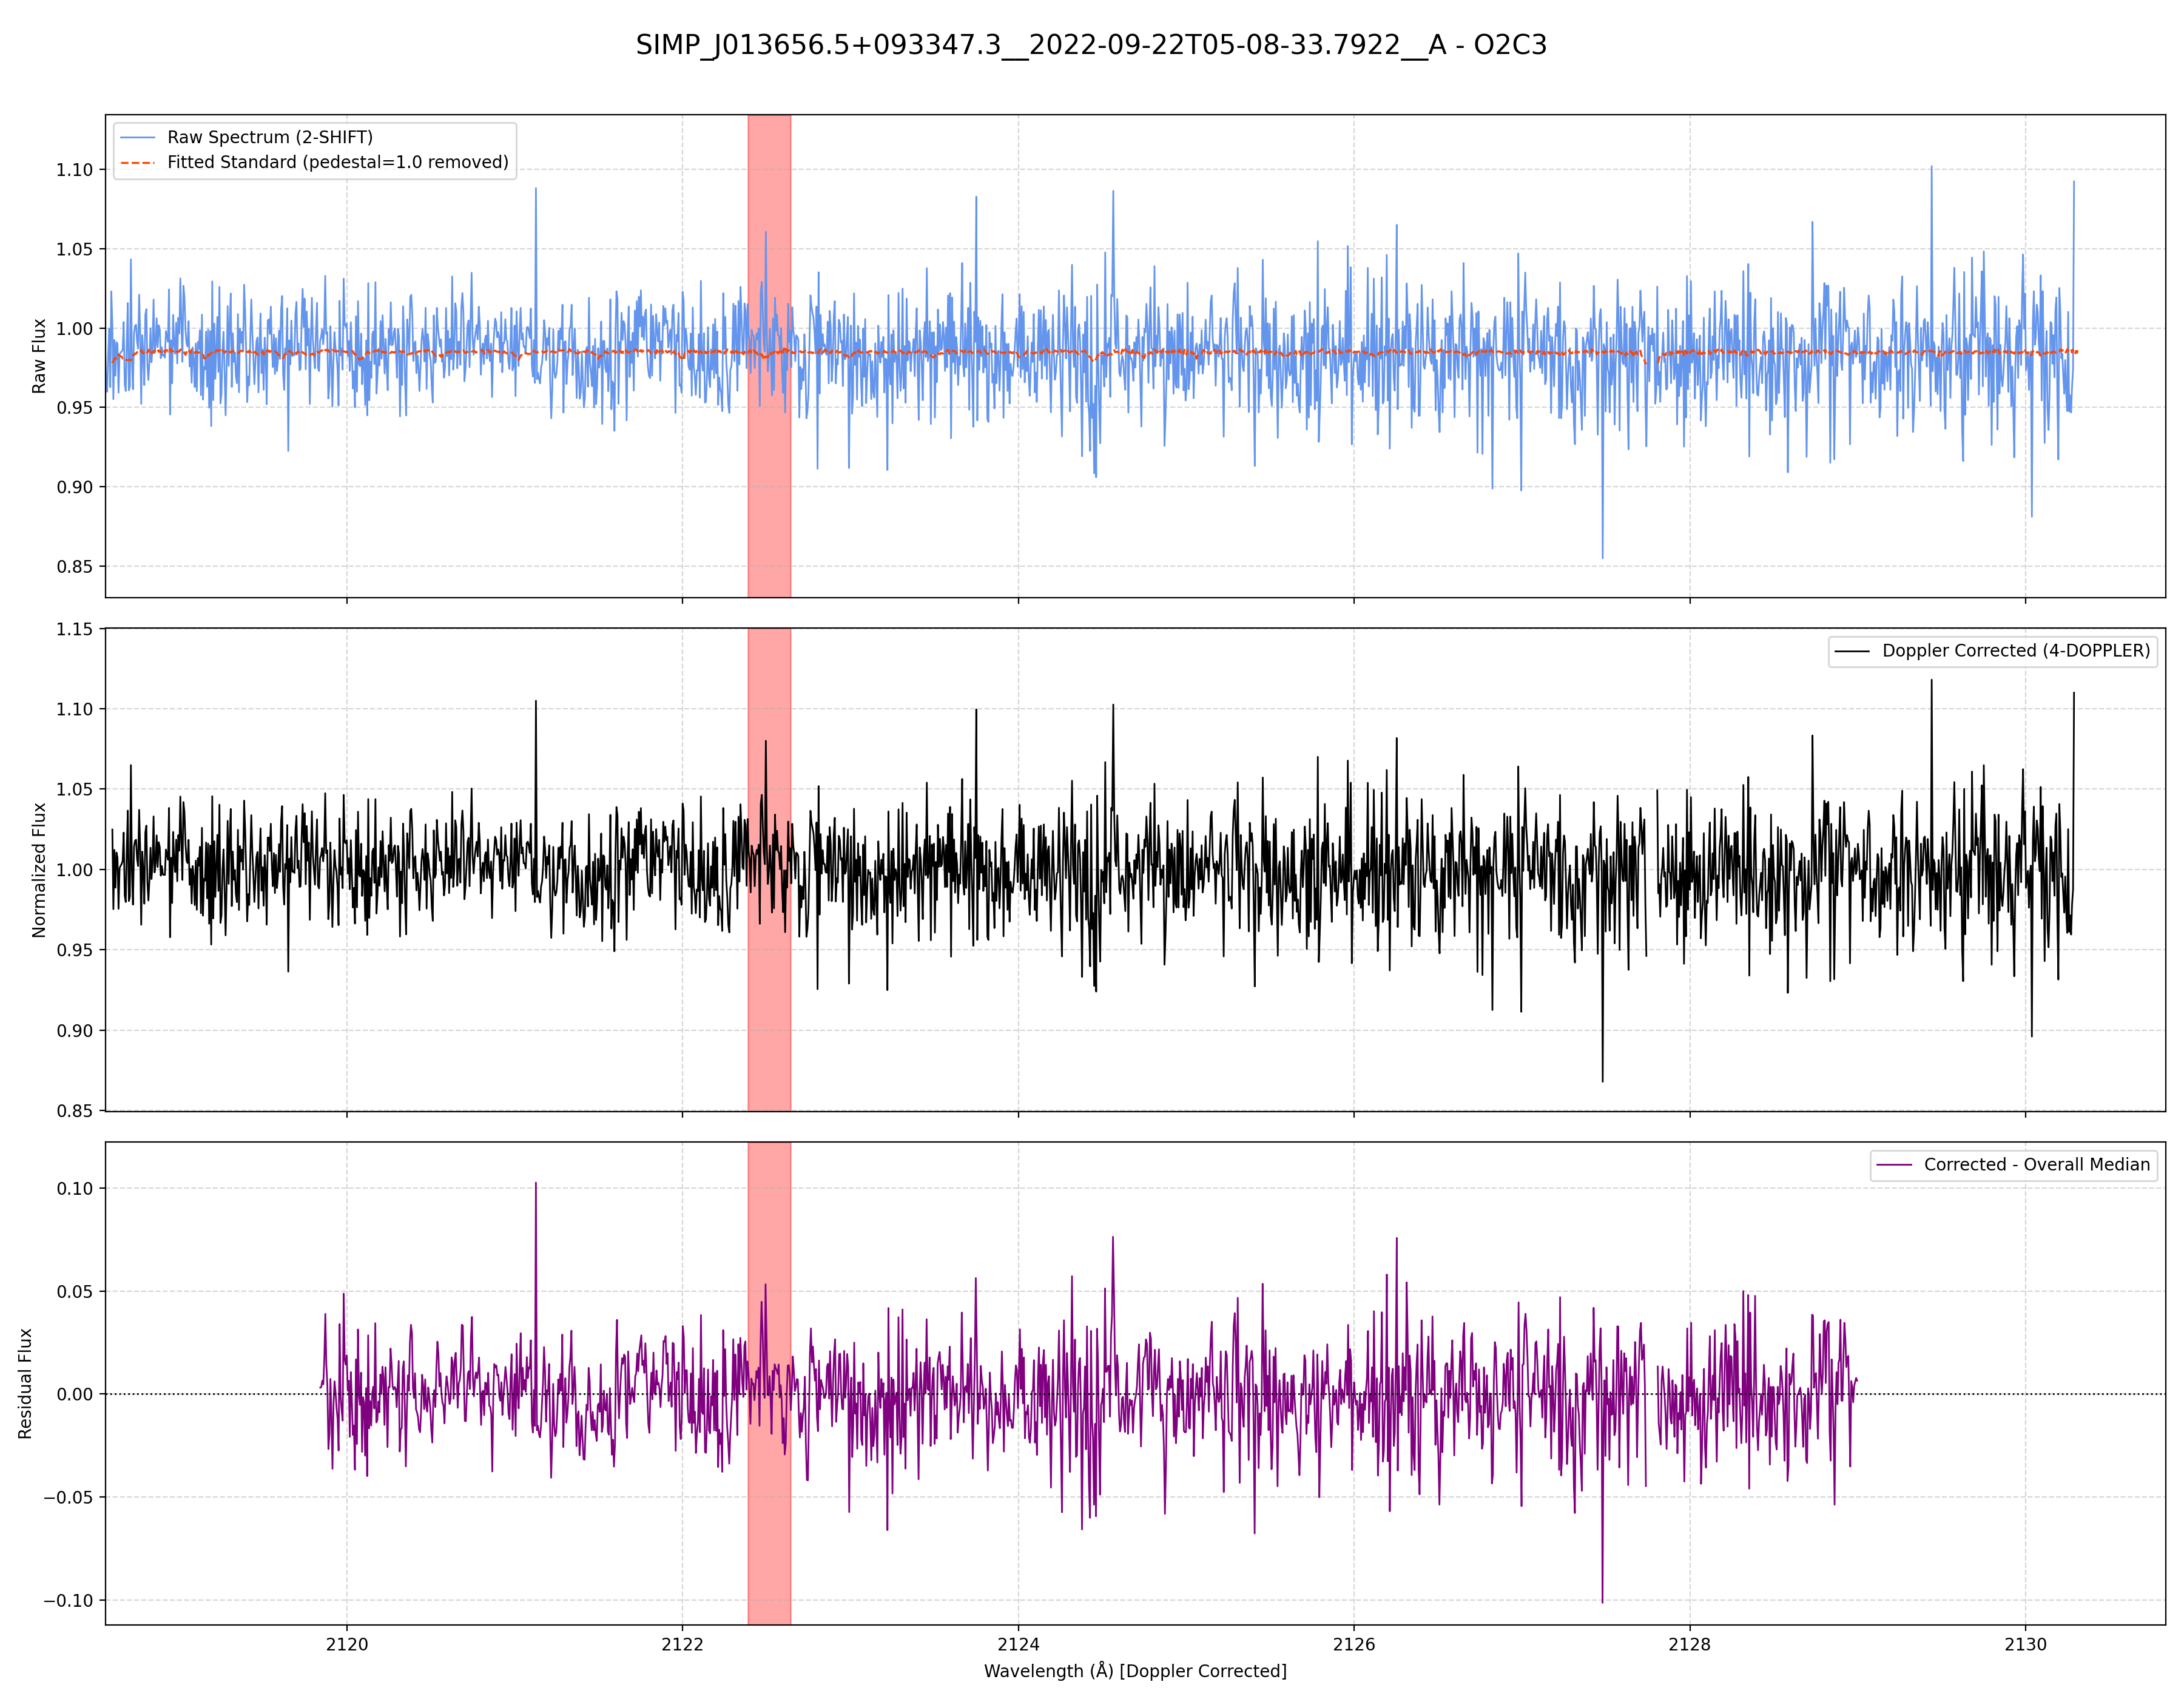 SIMP_J013656.5+093347.3__2022-09-22T05-08-33.7922__A - O2C3
Raw Spectrum (2-SHIFT)
Fitted Standard (pedestal=1.0 removed)
Raw Flux
1.10
1.05
1.00
0.95
0.90
0.85
Doppler Corrected (4-DOPPLER)
Normalized Flux
1.15
1.10
1.05
1.00
0.95
0.90
0.85
Corrected - Overall Median
Residual Flux
0.10
0.05
0.00
−0.05
−0.10
2120
2122
2124
2126
2128
2130
Wavelength (Å) [Doppler Corrected]